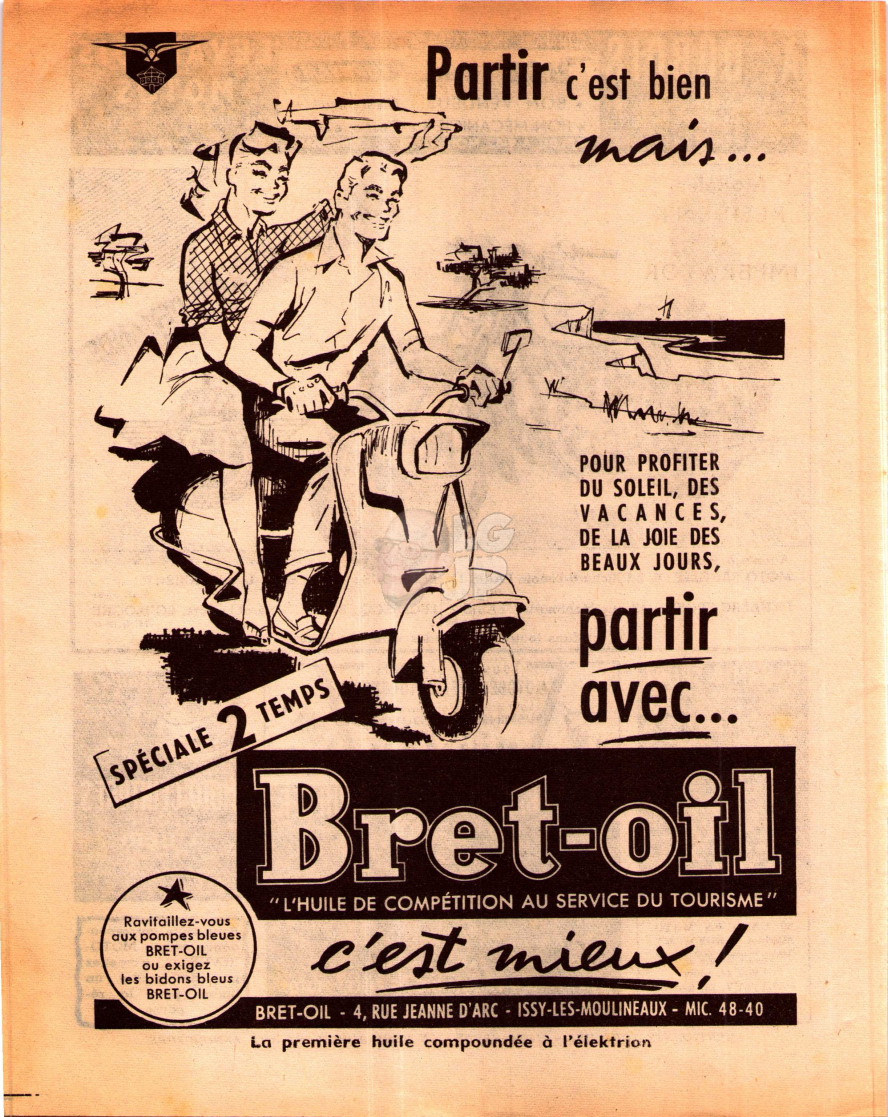 Partir c'est bien
mais...
POUR PROFITER
DU SOLEIL, DES
VACANCES,
DE LA JOIE DES
BEAUX JOURS,
partir
avec...
SPÉCIALE 2 TEMPS
Bret-oil
"L'HUILE DE COMPÉTITION AU SERVICE DU TOURISME"
c'est mieux!
Ravitaillez-vous
aux pompes bleues
BRET-OIL
ou exigez
les bidons bleus
BRET-OIL
BRET-OIL - 4, RUE JEANNE D'ARC - ISSY-LES-MOULINEAUX - MIC. 48-40
La première huile compoundée à l'élektrion